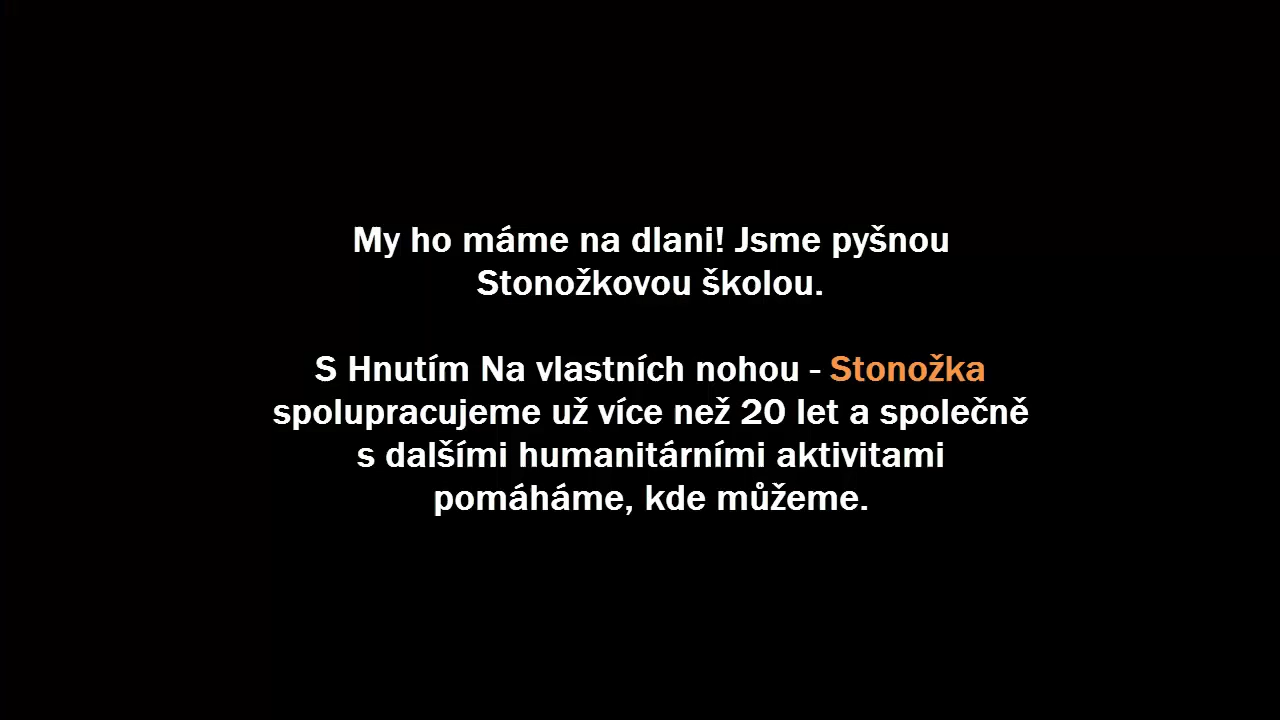 My ho máme na dlani! Jsme pyšnou
Stonožkovou školou.
S Hnutím Na vlastních nohou - Stonožka
spolupracujeme už více než 20 let a společně
s dalšími humanitárními aktivitami
pomáháme, kde můžeme.